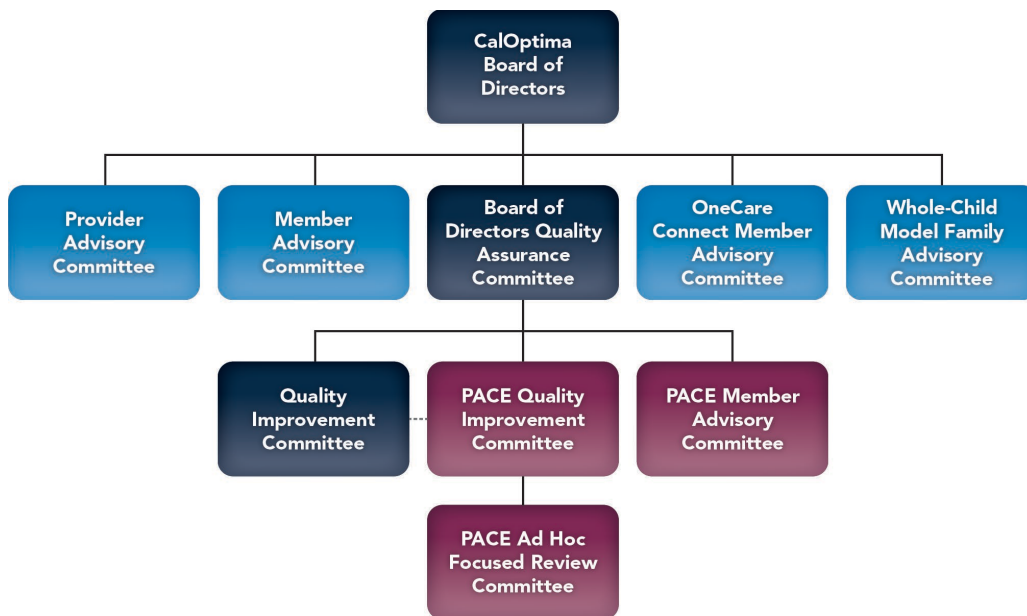 CalOptima
Board of
Directors
Provider
Advisory
Committee
Member
Advisory
Committee
Board of
Directors Quality
Assurance
Committee
OneCare
Connect Member
Advisory
Committee
Whole-Child
Model Family
Advisory
Committee
Quality
Improvement
Committee
PACE Quality
Improvement
Committee
PACE Member
Advisory
Committee
PACE Ad Hoc
Focused Review
Committee